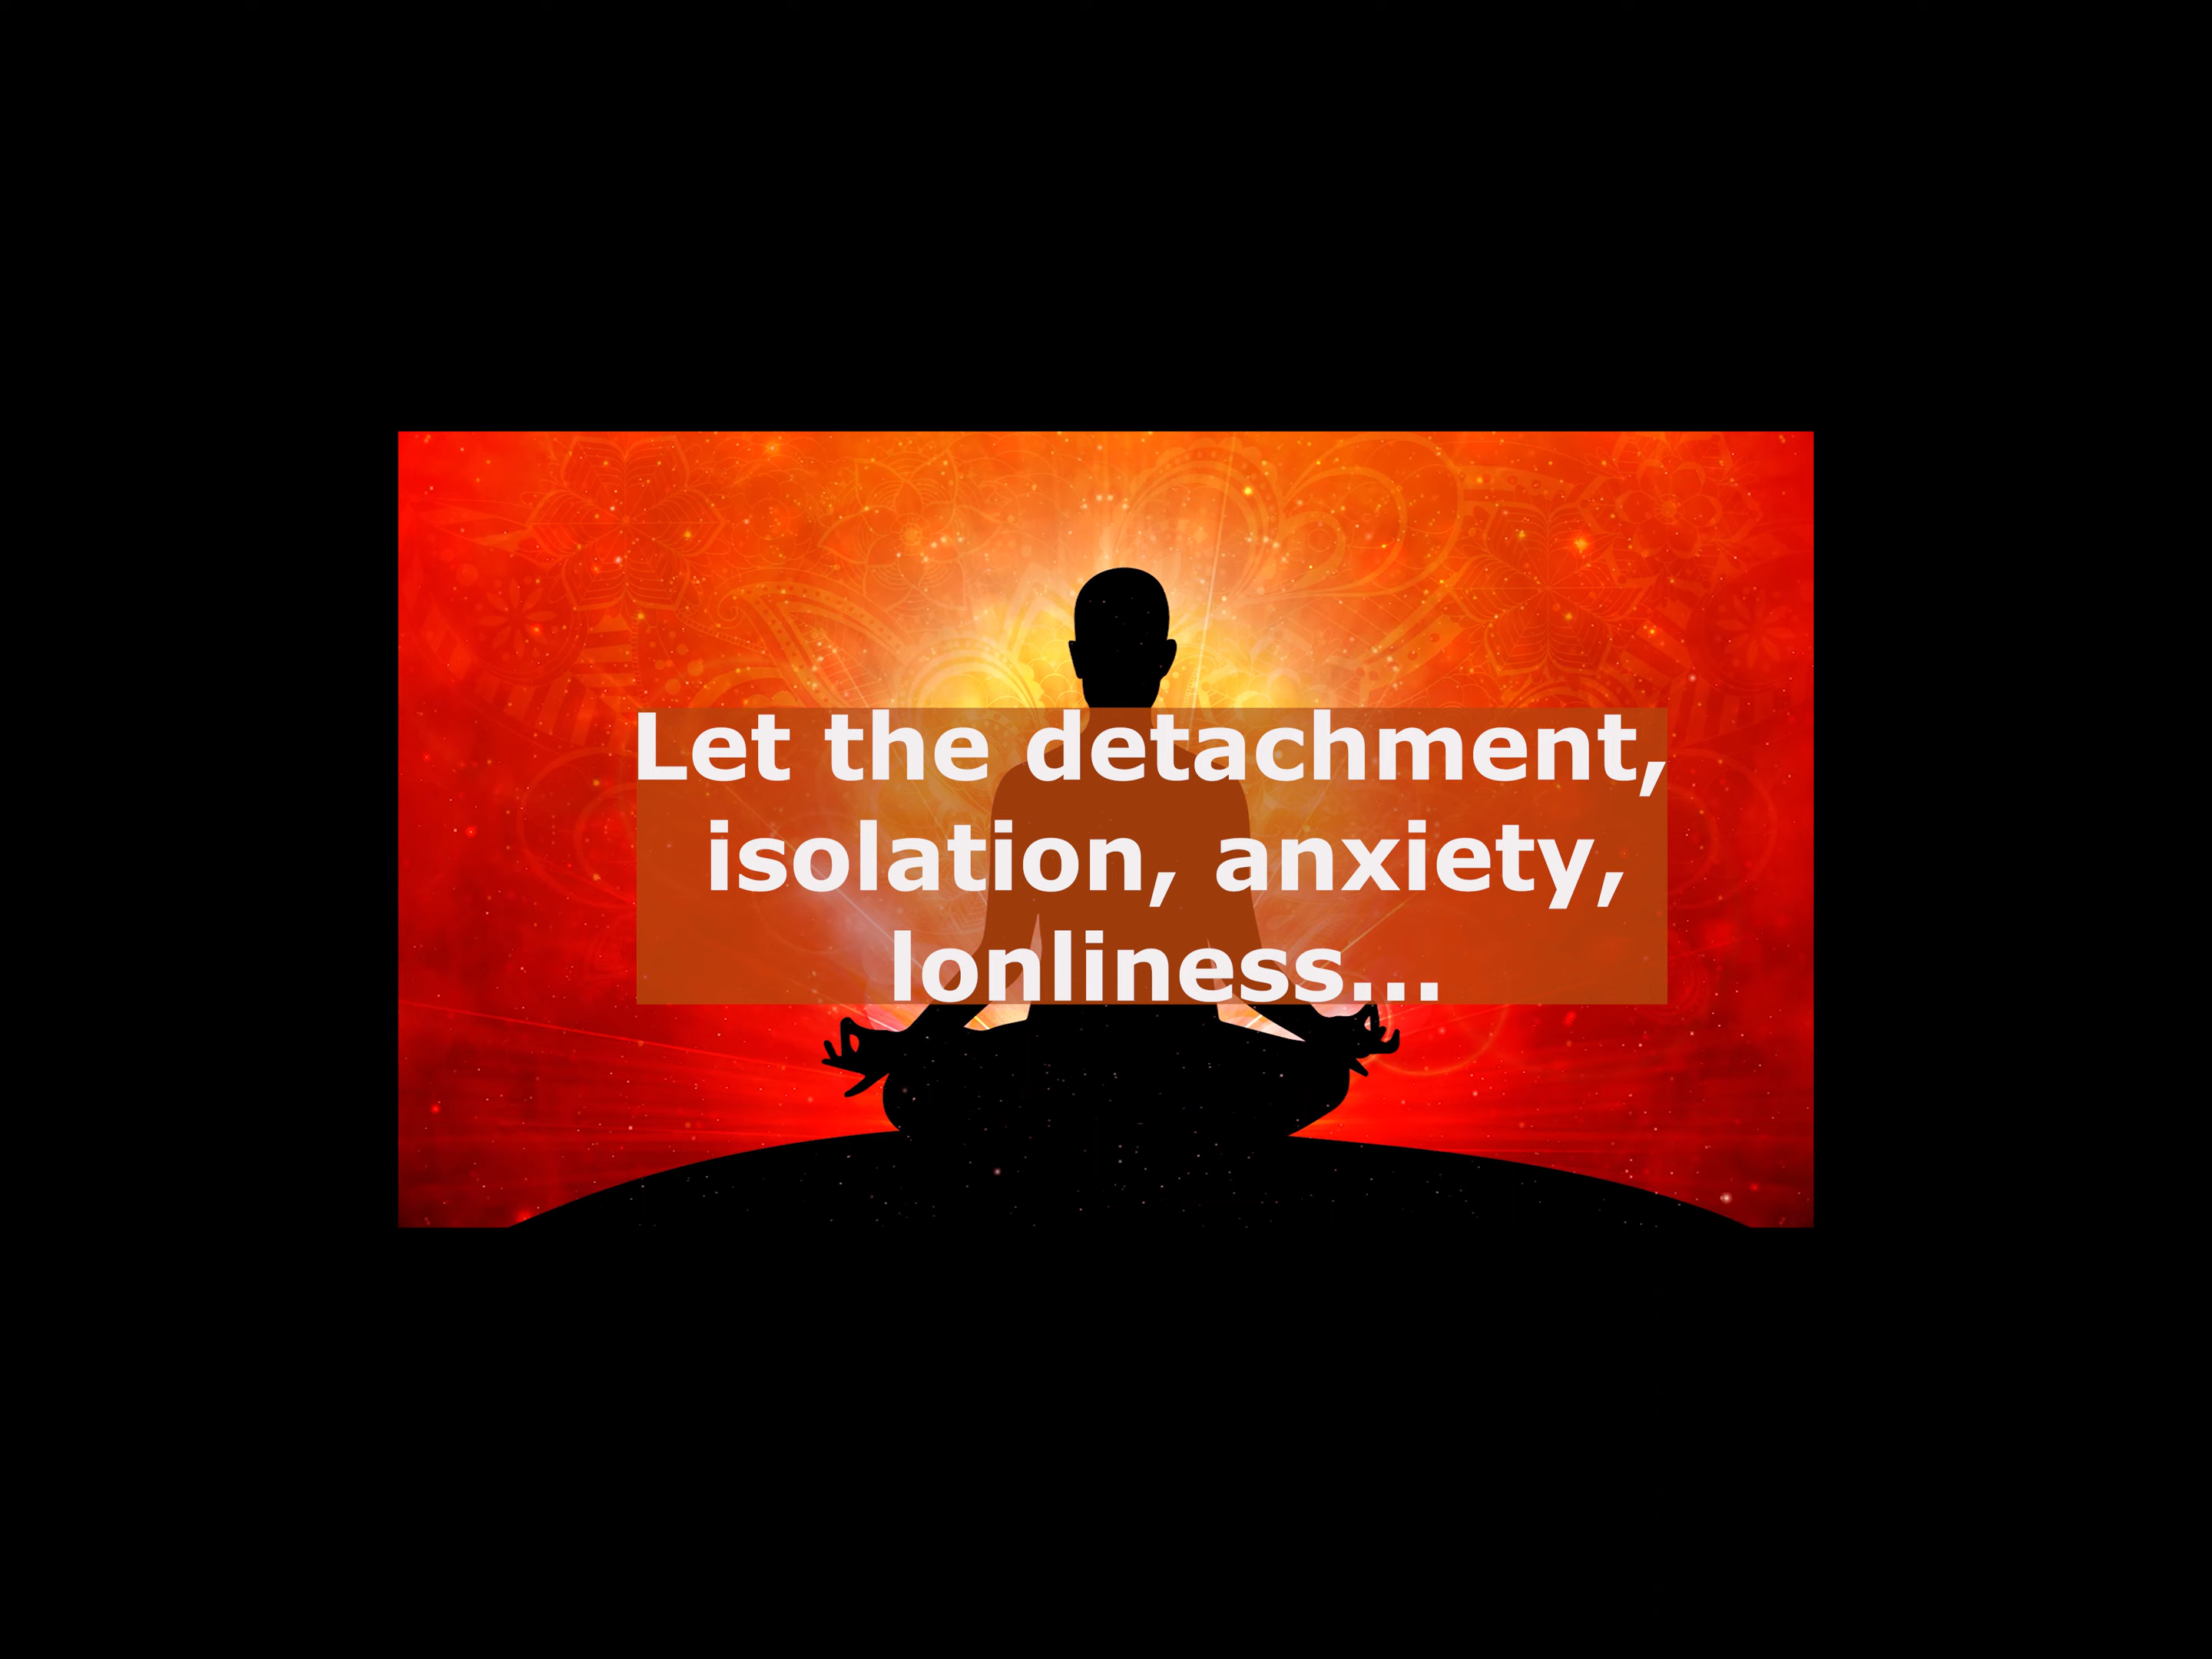 Let the detachment,
isolation, anxiety,
lonliness...